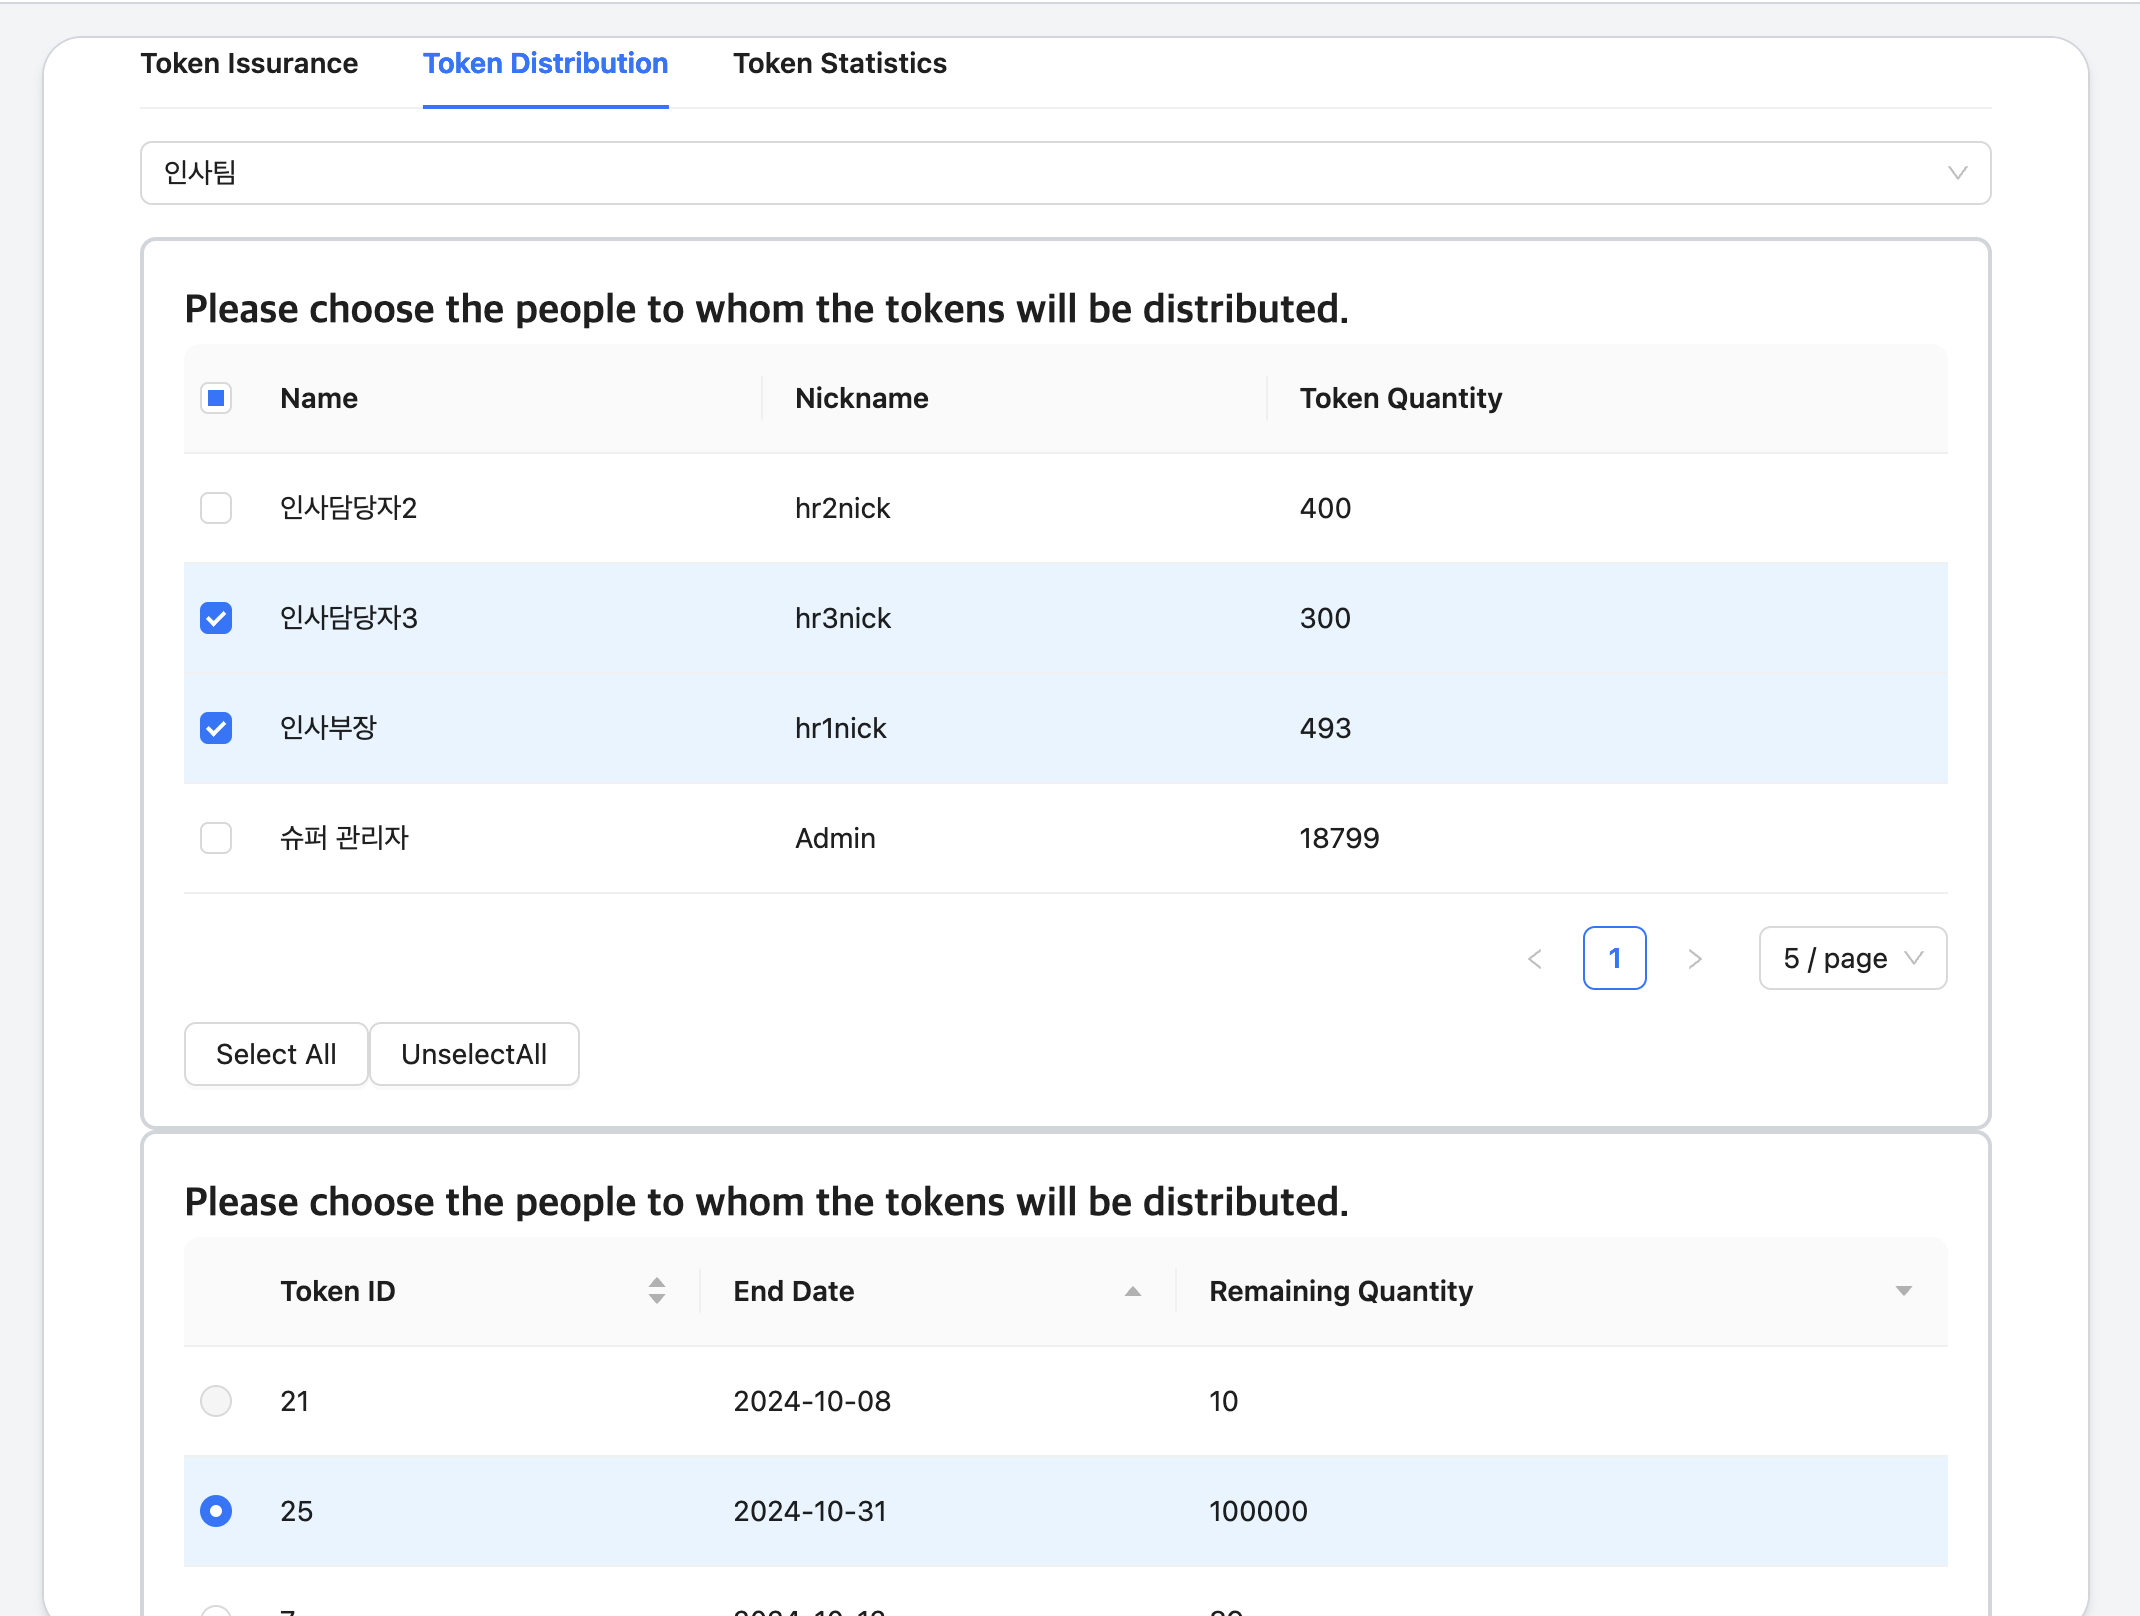 Token Issurance Token Distribution Token Statistics
인사팀
Please choose the people to whom the tokens will be distributed.
Name Nickname Token Quantity
인사담당자2 hr2nick 400
인사담당자3 hr3nick 300
인사부장 hr1nick 493
슈퍼 관리자 Admin 18799
1 5 / page
Select All UnselectAll
Please choose the people to whom the tokens will be distributed.
Token ID End Date Remaining Quantity
21 2024-10-08 10
25 2024-10-31 100000